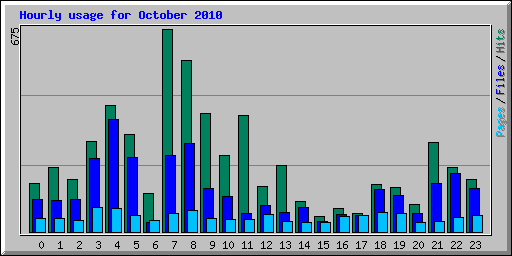 Hourly usage for October 2010
675
Pages / Files / Hits
0 1 2 3 4 5 6 7 8 9 10 11 12 13 14 15 16 17 18 19 20 21 22 23